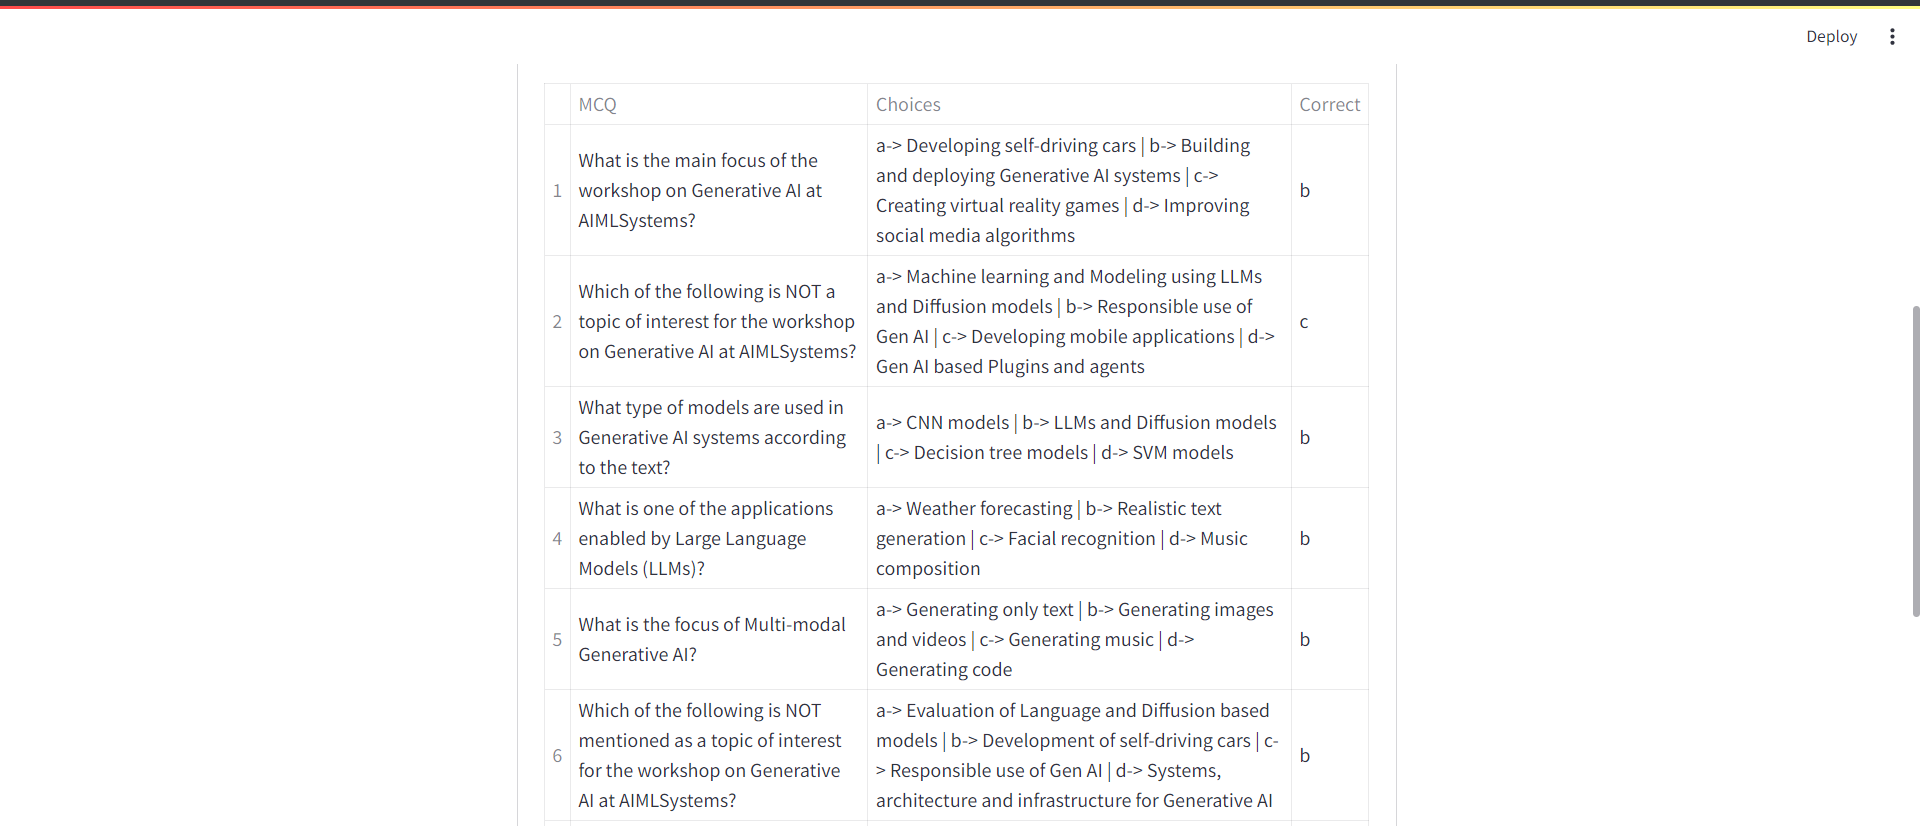 Deploy
MCQ
Choices
Correct
1
What is the main focus of the
workshop on Generative AI at
AIMLSystems?
a-> Developing self-driving cars | b-> Building
and deploying Generative AI systems | c->
Creating virtual reality games | d-> Improving
social media algorithms
b
2
Which of the following is NOT a
topic of interest for the workshop
on Generative AI at AIMLSystems?
a-> Machine learning and Modeling using LLMs
and Diffusion models | b-> Responsible use of
Gen AI | c-> Developing mobile applications | d->
Gen AI based Plugins and agents
c
3
What type of models are used in
Generative AI systems according
to the text?
a-> CNN models | b-> LLMs and Diffusion models
| c-> Decision tree models | d-> SVM models
b
4
What is one of the applications
enabled by Large Language
Models (LLMs)?
a-> Weather forecasting | b-> Realistic text
generation | c-> Facial recognition | d-> Music
composition
b
5
What is the focus of Multi-modal
Generative AI?
a-> Generating only text | b-> Generating images
and videos | c-> Generating music | d->
Generating code
b
6
Which of the following is NOT
mentioned as a topic of interest
for the workshop on Generative
AI at AIMLSystems?
a-> Evaluation of Language and Diffusion based
models | b-> Development of self-driving cars | c-
> Responsible use of Gen AI | d-> Systems,
architecture and infrastructure for Generative AI
b